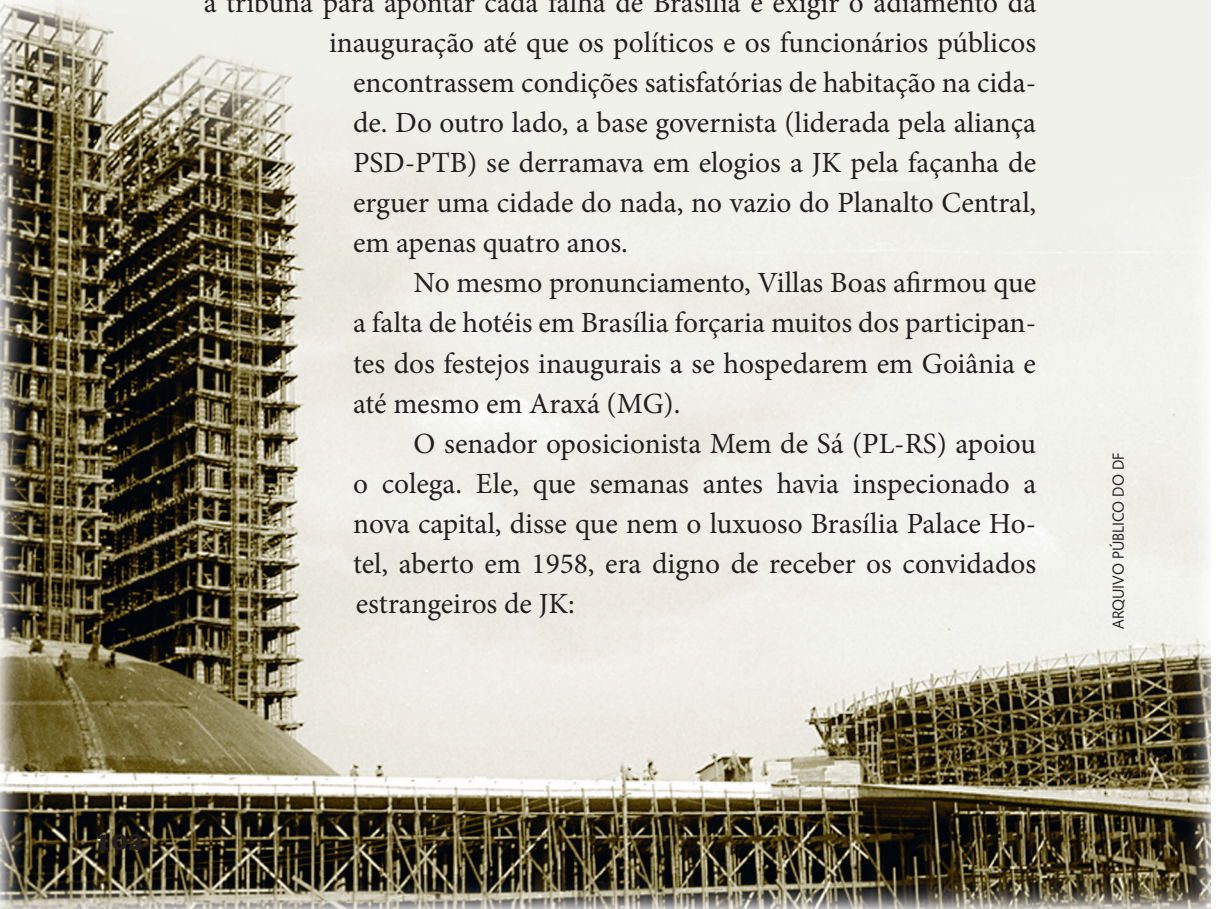 a tribuna para apontar cada falha de Brasília e exigir o adiamento da
inauguração até que os políticos e os funcionários públicos
encontrassem condições satisfatórias de habitação na cida-
de. Do outro lado, a base governista (liderada pela aliança
PSD-PTB) se derramava em elogios a JK pela façanha de
erguer uma cidade do nada, no vazio do Planalto Central,
em apenas quatro anos.
No mesmo pronunciamento, Villas Boas afirmou que
a falta de hotéis em Brasília forçaria muitos dos participan-
tes dos festejos inaugurais a se hospedarem em Goiânia e
até mesmo em Araxá (MG).
O senador oposicionista Mem de Sá (PL-RS) apoiou
o colega. Ele, que semanas antes havia inspecionado a
nova capital, disse que nem o luxuoso Brasília Palace Ho-
tel, aberto em 1958, era digno de receber os convidados
estrangeiros de JK:
ARQUIVO PÚBLICO DO DF